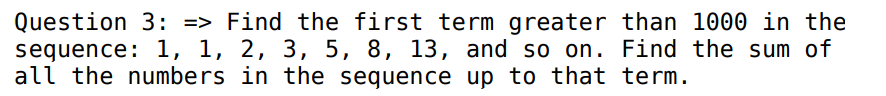 Question 3: => Find the first term greater than 1000 in the
sequence: 1, 1, 2, 3, 5, 8, 13, and so on. Find the sum of
all the numbers in the sequence up to that term.